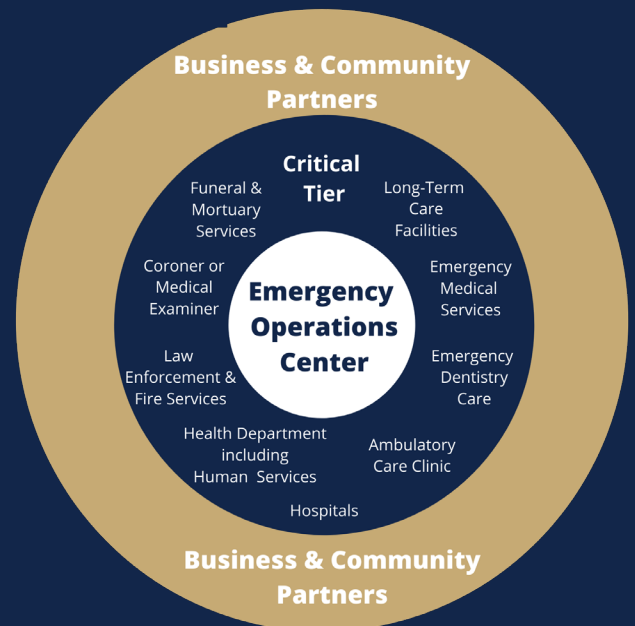 Business & Community
Partners
Critical
Tier
Funeral &
Mortuary
Services
Long-Term
Care
Facilities
Coroner or
Medical
Examiner
Emergency
Medical
Services
Emergency
Operations
Center
Law
Enforcement &
Fire Services
Emergency
Dentistry
Care
Health Department
including
Human Services
Ambulatory
Care Clinic
Hospitals
Business & Community
Partners